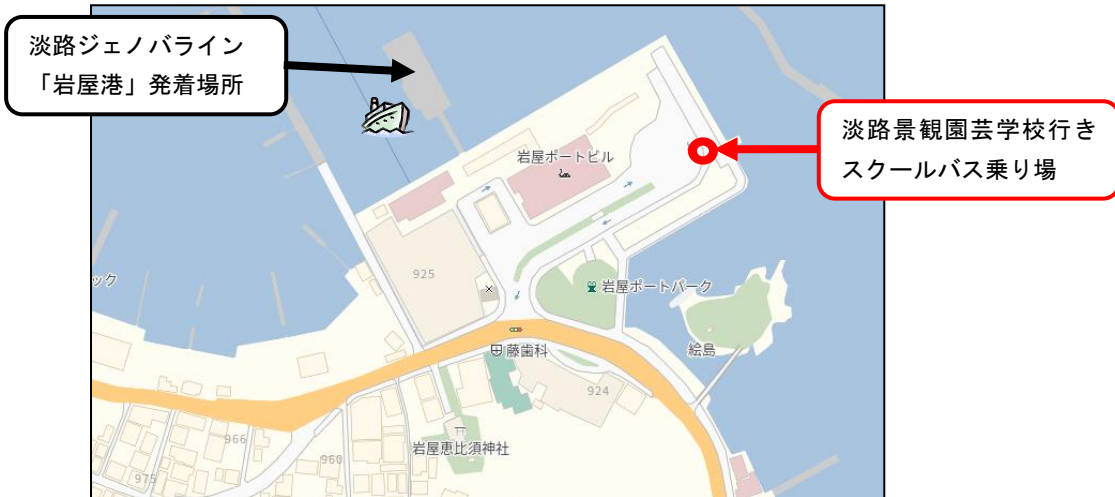 淡路ジェノバライン
「岩屋港」発着場所
淡路景観園芸学校行き
スクールバス乗り場
岩屋ポートビル
925
ック
岩屋ポートパーク
絵島
藤歯科
924
岩屋恵比須神社
966
960
975